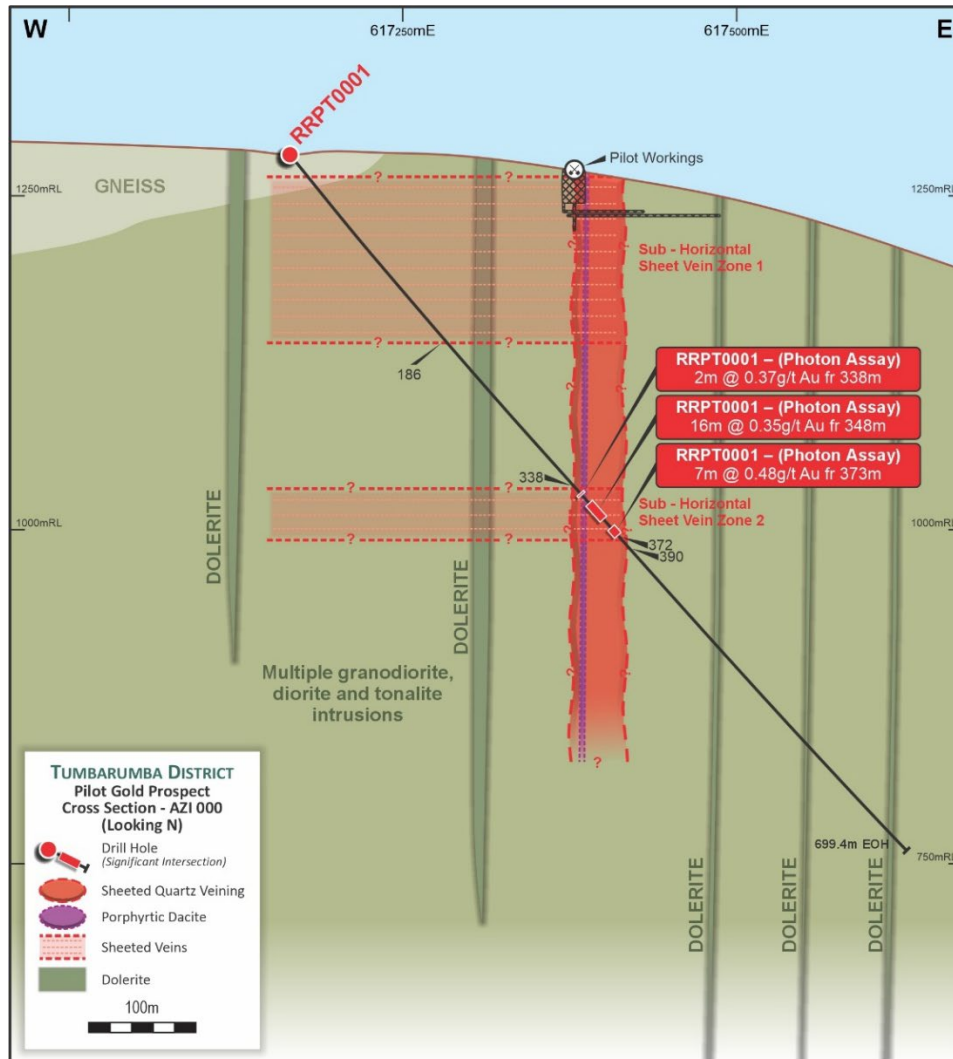 W
617250mE
617500mE
E
RRPT0001
Pilot Workings
GNEISS
1250mRL
1250mRL
?
?
?
?
Sub - Horizontal
Sheet Vein Zone 1
?
?
186
?
?
RRPT0001 – (Photon Assay)
2m @ 0.37g/t Au fr 338m
RRPT0001 – (Photon Assay)
16m @ 0.35g/t Au fr 348m
RRPT0001 – (Photon Assay)
7m @ 0.48g/t Au fr 373m
338
?
?
Sub - Horizontal
Sheet Vein Zone 2
1000mRL
1000mRL
?
?
?
372
390
DOLERITE
DOLERITE
Multiple granodiorite,
diorite and tonalite
intrusions
?
?
?
699.4m EOH
750mRL
DOLERITE
DOLERITE
DOLERITE
TUMBARUMBA DISTRICT
Pilot Gold Prospect
Cross Section - AZI 000
(Looking N)
Drill Hole
(Significant Intersection)
Sheeted Quartz Veining
Porphyrtic Dacite
Sheeted Veins
Dolerite
100m